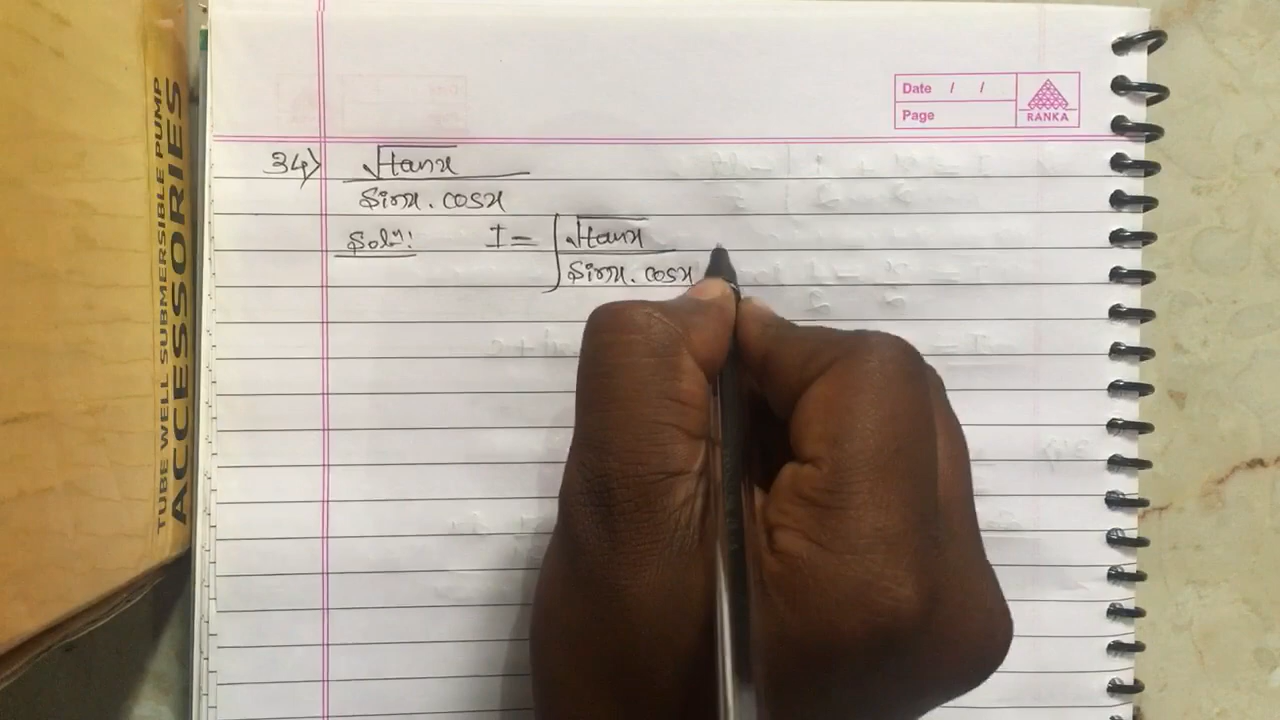 TUBE WELL SUBMERSIBLE PUMP
ACCESSORIES
Date / /
Page
RANKA
34) √tanx
sinx . cosx
Solⁿ: I = ∫ √tanx
sinx . cosx